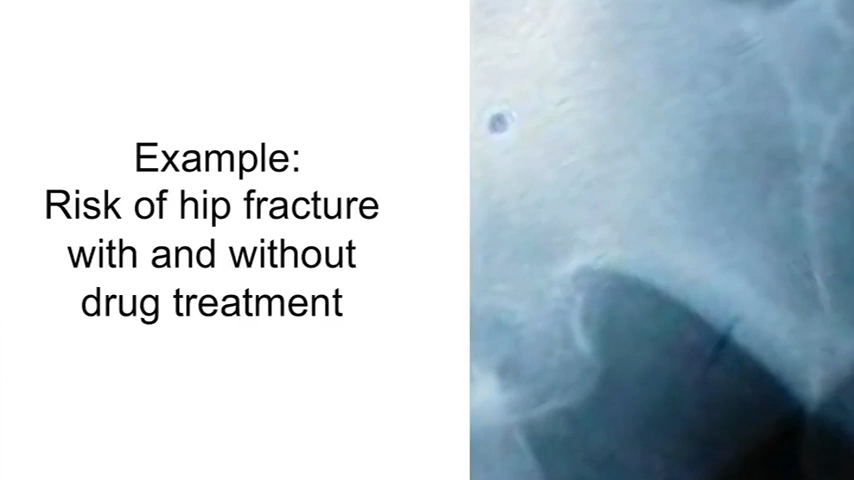 Example:
Risk of hip fracture
with and without
drug treatment